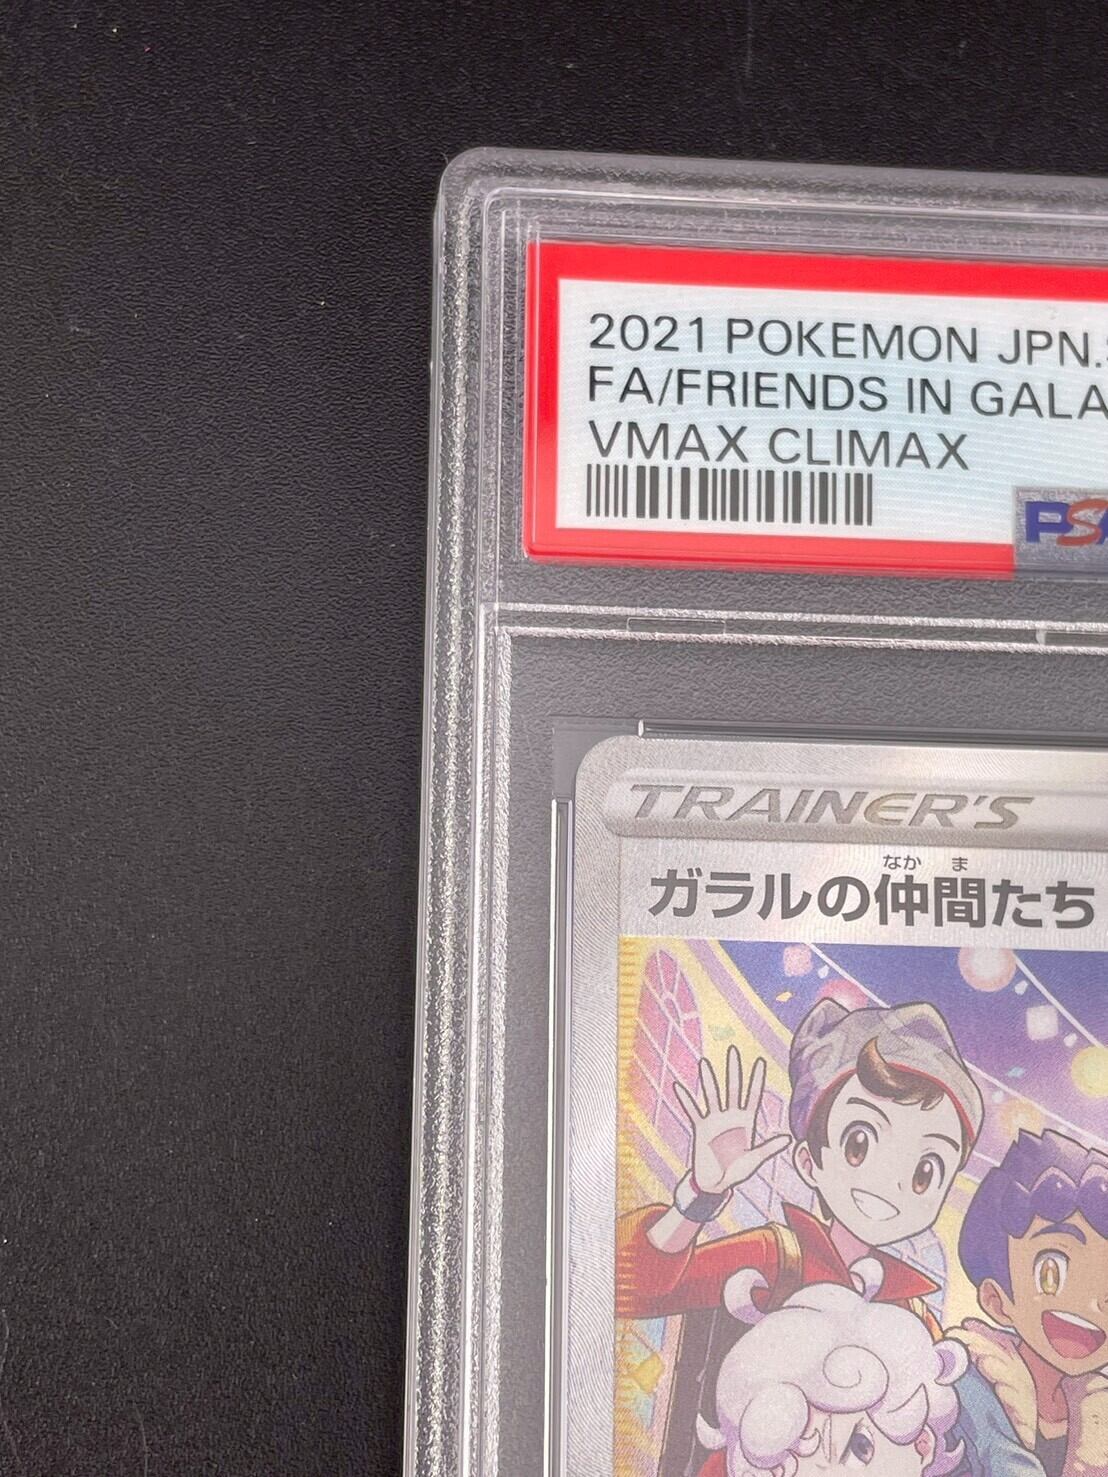 2021 POKEMON JPN.S
FA/FRIENDS IN GALA
VMAX CLIMAX
PSA
TRAINER'S
なか ま
ガラルの仲間たち